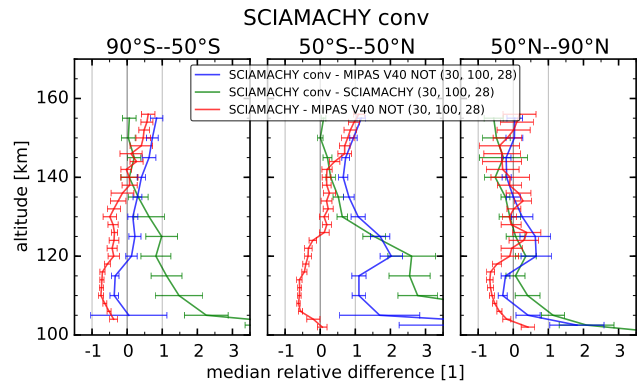 SCIAMACHY conv
90°S--50°S 50°S--50°N 50°N--90°N
SCIAMACHY conv - MIPAS V40 NOT (30, 100, 28)
SCIAMACHY conv - SCIAMACHY (30, 100, 28)
SCIAMACHY - MIPAS V40 NOT (30, 100, 28)
altitude [km]
160
140
120
100
-1 0 1 2 3 -1 0 1 2 3 -1 0 1 2 3
median relative difference [1]